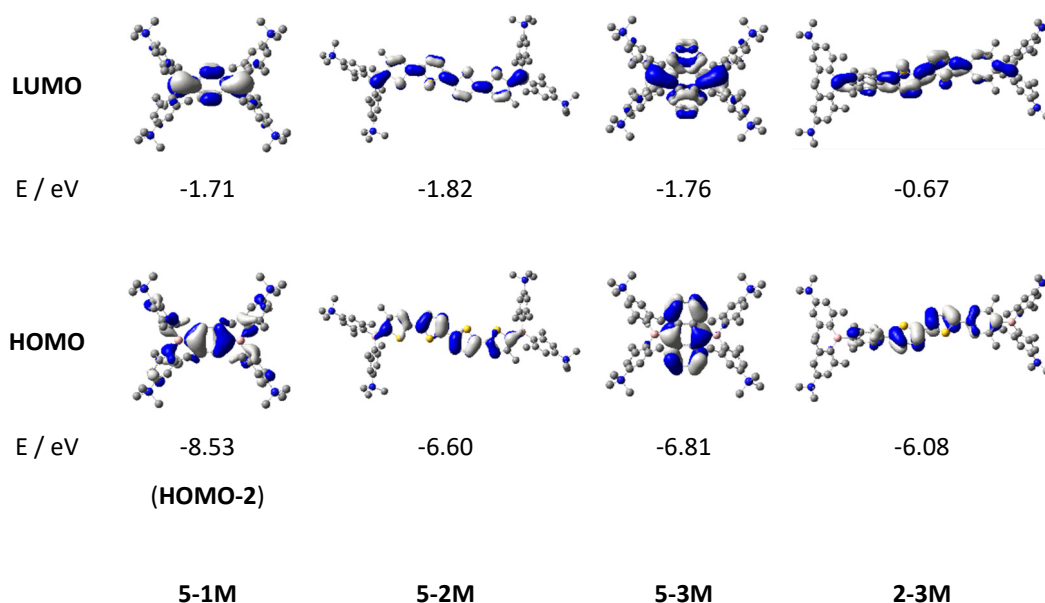 LUMO
E / eV -1.71 -1.82 -1.76 -0.67
HOMO
E / eV -8.53 -6.60 -6.81 -6.08
(HOMO-2)
5-1M 5-2M 5-3M 2-3M